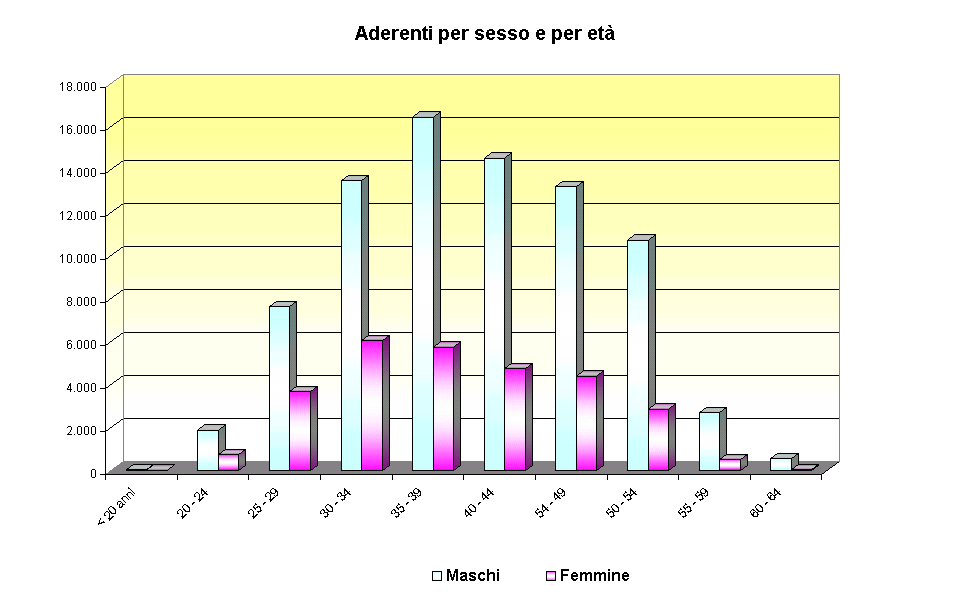 Aderenti per sesso e per età
18.000
16.000
14.000
12.000
10.000
8.000
6.000
4.000
2.000
0
< 20 anni
20 - 24
25 - 29
30 - 34
35 - 39
40 - 44
54 - 49
50 - 54
55 - 59
60 - 64
Maschi
Femmine